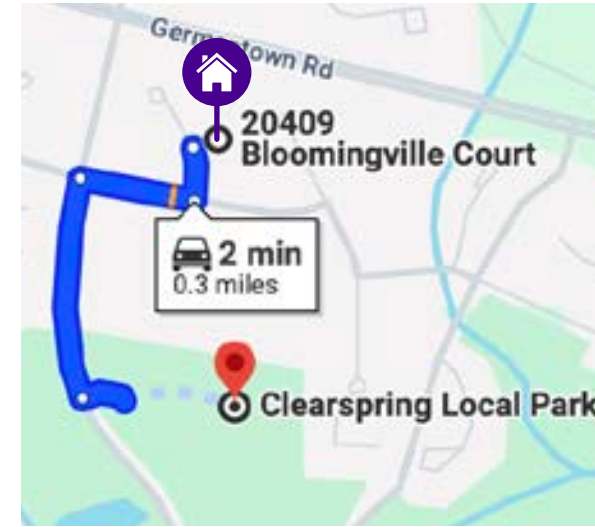 Germantown Rd
20409
Bloomingville Court
2 min
0.3 miles
Clearspring Local Park